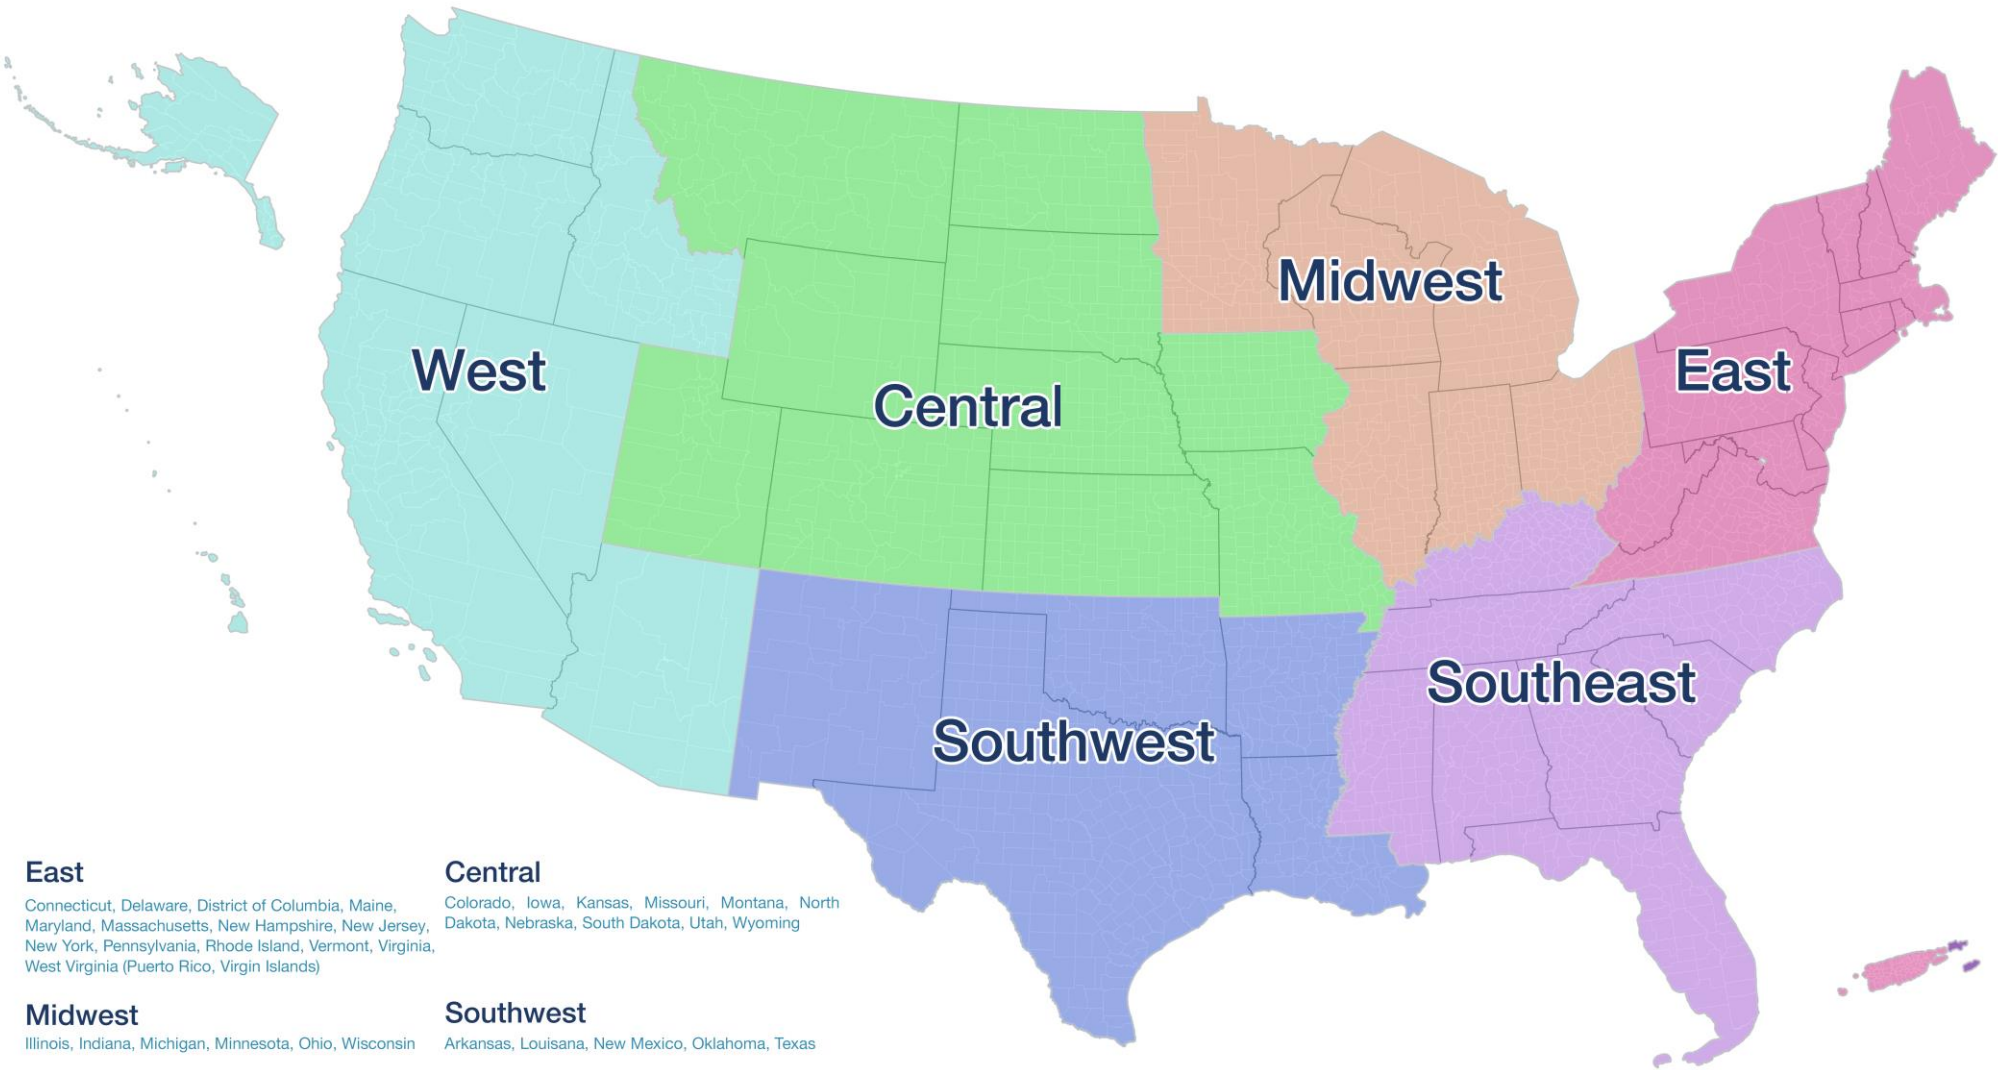 West
Central
Midwest
East
Southwest
Southeast
East
Connecticut, Delaware, District of Columbia, Maine,
Maryland, Massachusetts, New Hampshire, New Jersey,
New York, Pennsylvania, Rhode Island, Vermont, Virginia,
West Virginia (Puerto Rico, Virgin Islands)
Central
Colorado, Iowa, Kansas, Missouri, Montana, North
Dakota, Nebraska, South Dakota, Utah, Wyoming
Midwest
Illinois, Indiana, Michigan, Minnesota, Ohio, Wisconsin
Southwest
Arkansas, Louisana, New Mexico, Oklahoma, Texas